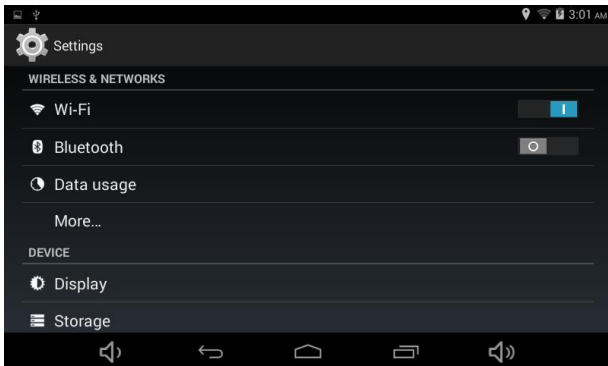 3:01 AM
Settings
WIRELESS & NETWORKS
Wi-Fi
Bluetooth
Data usage
More...
DEVICE
Display
Storage